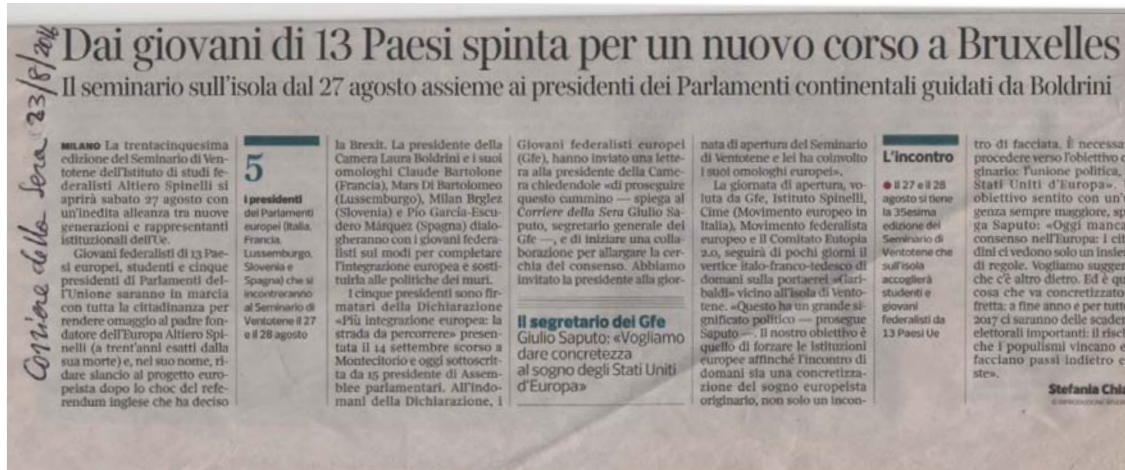 Corriere della Sera 23/8/2016
Dai giovani di 13 Paesi spinta per un nuovo corso a Bruxelles
Il seminario sull'isola dal 27 agosto assieme ai presidenti dei Parlamenti continentali guidati da Boldrini
MILANO La trentacinquesima
edizione del Seminario di Ven-
totene dell'Istituto di studi fe-
deralisti Altiero Spinelli si
aprirà sabato 27 agosto con
un'inedita alleanza tra nuove
generazioni e rappresentanti
istituzionali dell'Ue.
Giovani federalisti di 13 Pae-
si europei, studenti e cinque
presidenti di Parlamenti del-
l'Unione saranno in marcia
con tutta la cittadinanza per
rendere omaggio al padre fon-
datore dell'Europa Altiero Spi-
nelli (a trent'anni esatti dalla
sua morte) e, nel suo nome, ri-
dare slancio al progetto euro-
peista dopo lo choc del refe-
rendum inglese che ha deciso
5
i presidenti
dei Parlamenti
europei (Italia,
Francia,
Lussemburgo,
Slovenia e
Spagna) che si
incontreranno
al Seminario di
Ventotene il 27
e il 28 agosto
la Brexit. La presidente della
Camera Laura Boldrini e i suoi
omologhi Claude Bartolone
(Francia), Mars Di Bartolomeo
(Lussemburgo), Milan Brglez
(Slovenia) e Pio García-Escu-
dero Márquez (Spagna) dialo-
gheranno con i giovani federa-
listi sui modi per completare
l'integrazione europea e sosti-
tuirla alle politiche dei muri.
I cinque presidenti sono fir-
matari della Dichiarazione
«Più integrazione europea: la
strada da percorrere» presen-
tata il 14 settembre scorso a
Montecitorio e oggi sottoscrit-
ta da 15 presidente di Assem-
blee parlamentari. All'indo-
mani della Dichiarazione, i
Giovani federalisti europei
(Gfe), hanno inviato una lette-
ra alla presidente della Came-
ra chiedendole «di proseguire
questo cammino — spiega al
Corriere della Sera Giulio Sa-
puto, segretario generale dei
Gfe —, e di iniziare una colla-
borazione per allargare la cer-
chia del consenso. Abbiamo
invitato la presidente alla gior-
Il segretario dei Gfe
Giulio Saputo: «Vogliamo
dare concretezza
al sogno degli Stati Uniti
d'Europa»
nata di apertura del Seminario
di Ventotene e lei ha coinvolto
i suoi omologhi europei».
La giornata di apertura, vo-
luta da Gfe, Istituto Spinelli,
Cime (Movimento europeo in
Italia), Movimento federalista
europeo e il Comitato Eutopia
2.0, seguirà di pochi giorni il
vertice italo-franco-tedesco di
domani sulla portaerei «Gari-
baldi» vicino all'isola di Vento-
tene. «Questo ha un grande si-
gnificato politico — prosegue
Saputo —. Il nostro obiettivo è
quello di forzare le istituzioni
europee affinché l'incontro di
domani sia una concretizza-
zione del sogno europeista
originario, non solo un incon-
L'incontro
● Il 27 e il 28
agosto si tiene
la 35esima
edizione del
Seminario di
Ventotene che
sull'isola
accoglierà
studenti e
giovani
federalisti da
13 Paesi Ue
tro di facciata. È necessa
procedere verso l'obiettivo o
ginario: l'unione politica,
Stati Uniti d'Europa».
obiettivo sentito con un'
genza sempre maggiore, sp
ga Saputo: «Oggi manca
consenso nell'Europa: i cit
dini ci vedono solo un insien
di regole. Vogliamo sugger
che c'è altro dietro. Ed è qu
cosa che va concretizzato
fretta: a fine anno e per tutto
2017 ci saranno delle scader
elettorali importanti: il risch
che i populismi vincano e
facciano passi indietro e
ste».
Stefania Chia